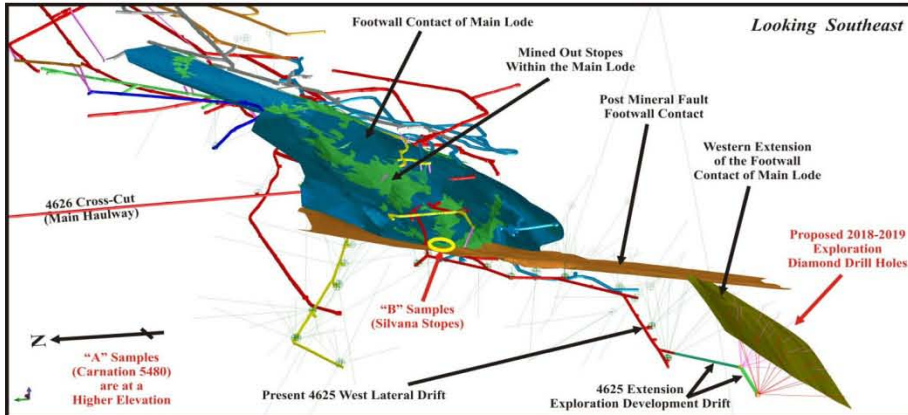 Looking Southeast
Footwall Contact of Main Lode
Mined Out Stopes
Within the Main Lode
Post Mineral Fault
Footwall Contact
Western Extension
of the Footwall
Contact of Main Lode
4626 Cross-Cut
(Main Haulway)
Proposed 2018-2019
Exploration
Diamond Drill Holes
"B" Samples
(Silvana Stopes)
N
"A" Samples
(Carnation 5480)
are at a
Higher Elevation
Present 4625 West Lateral Drift
4625 Extension
Exploration Development Drift